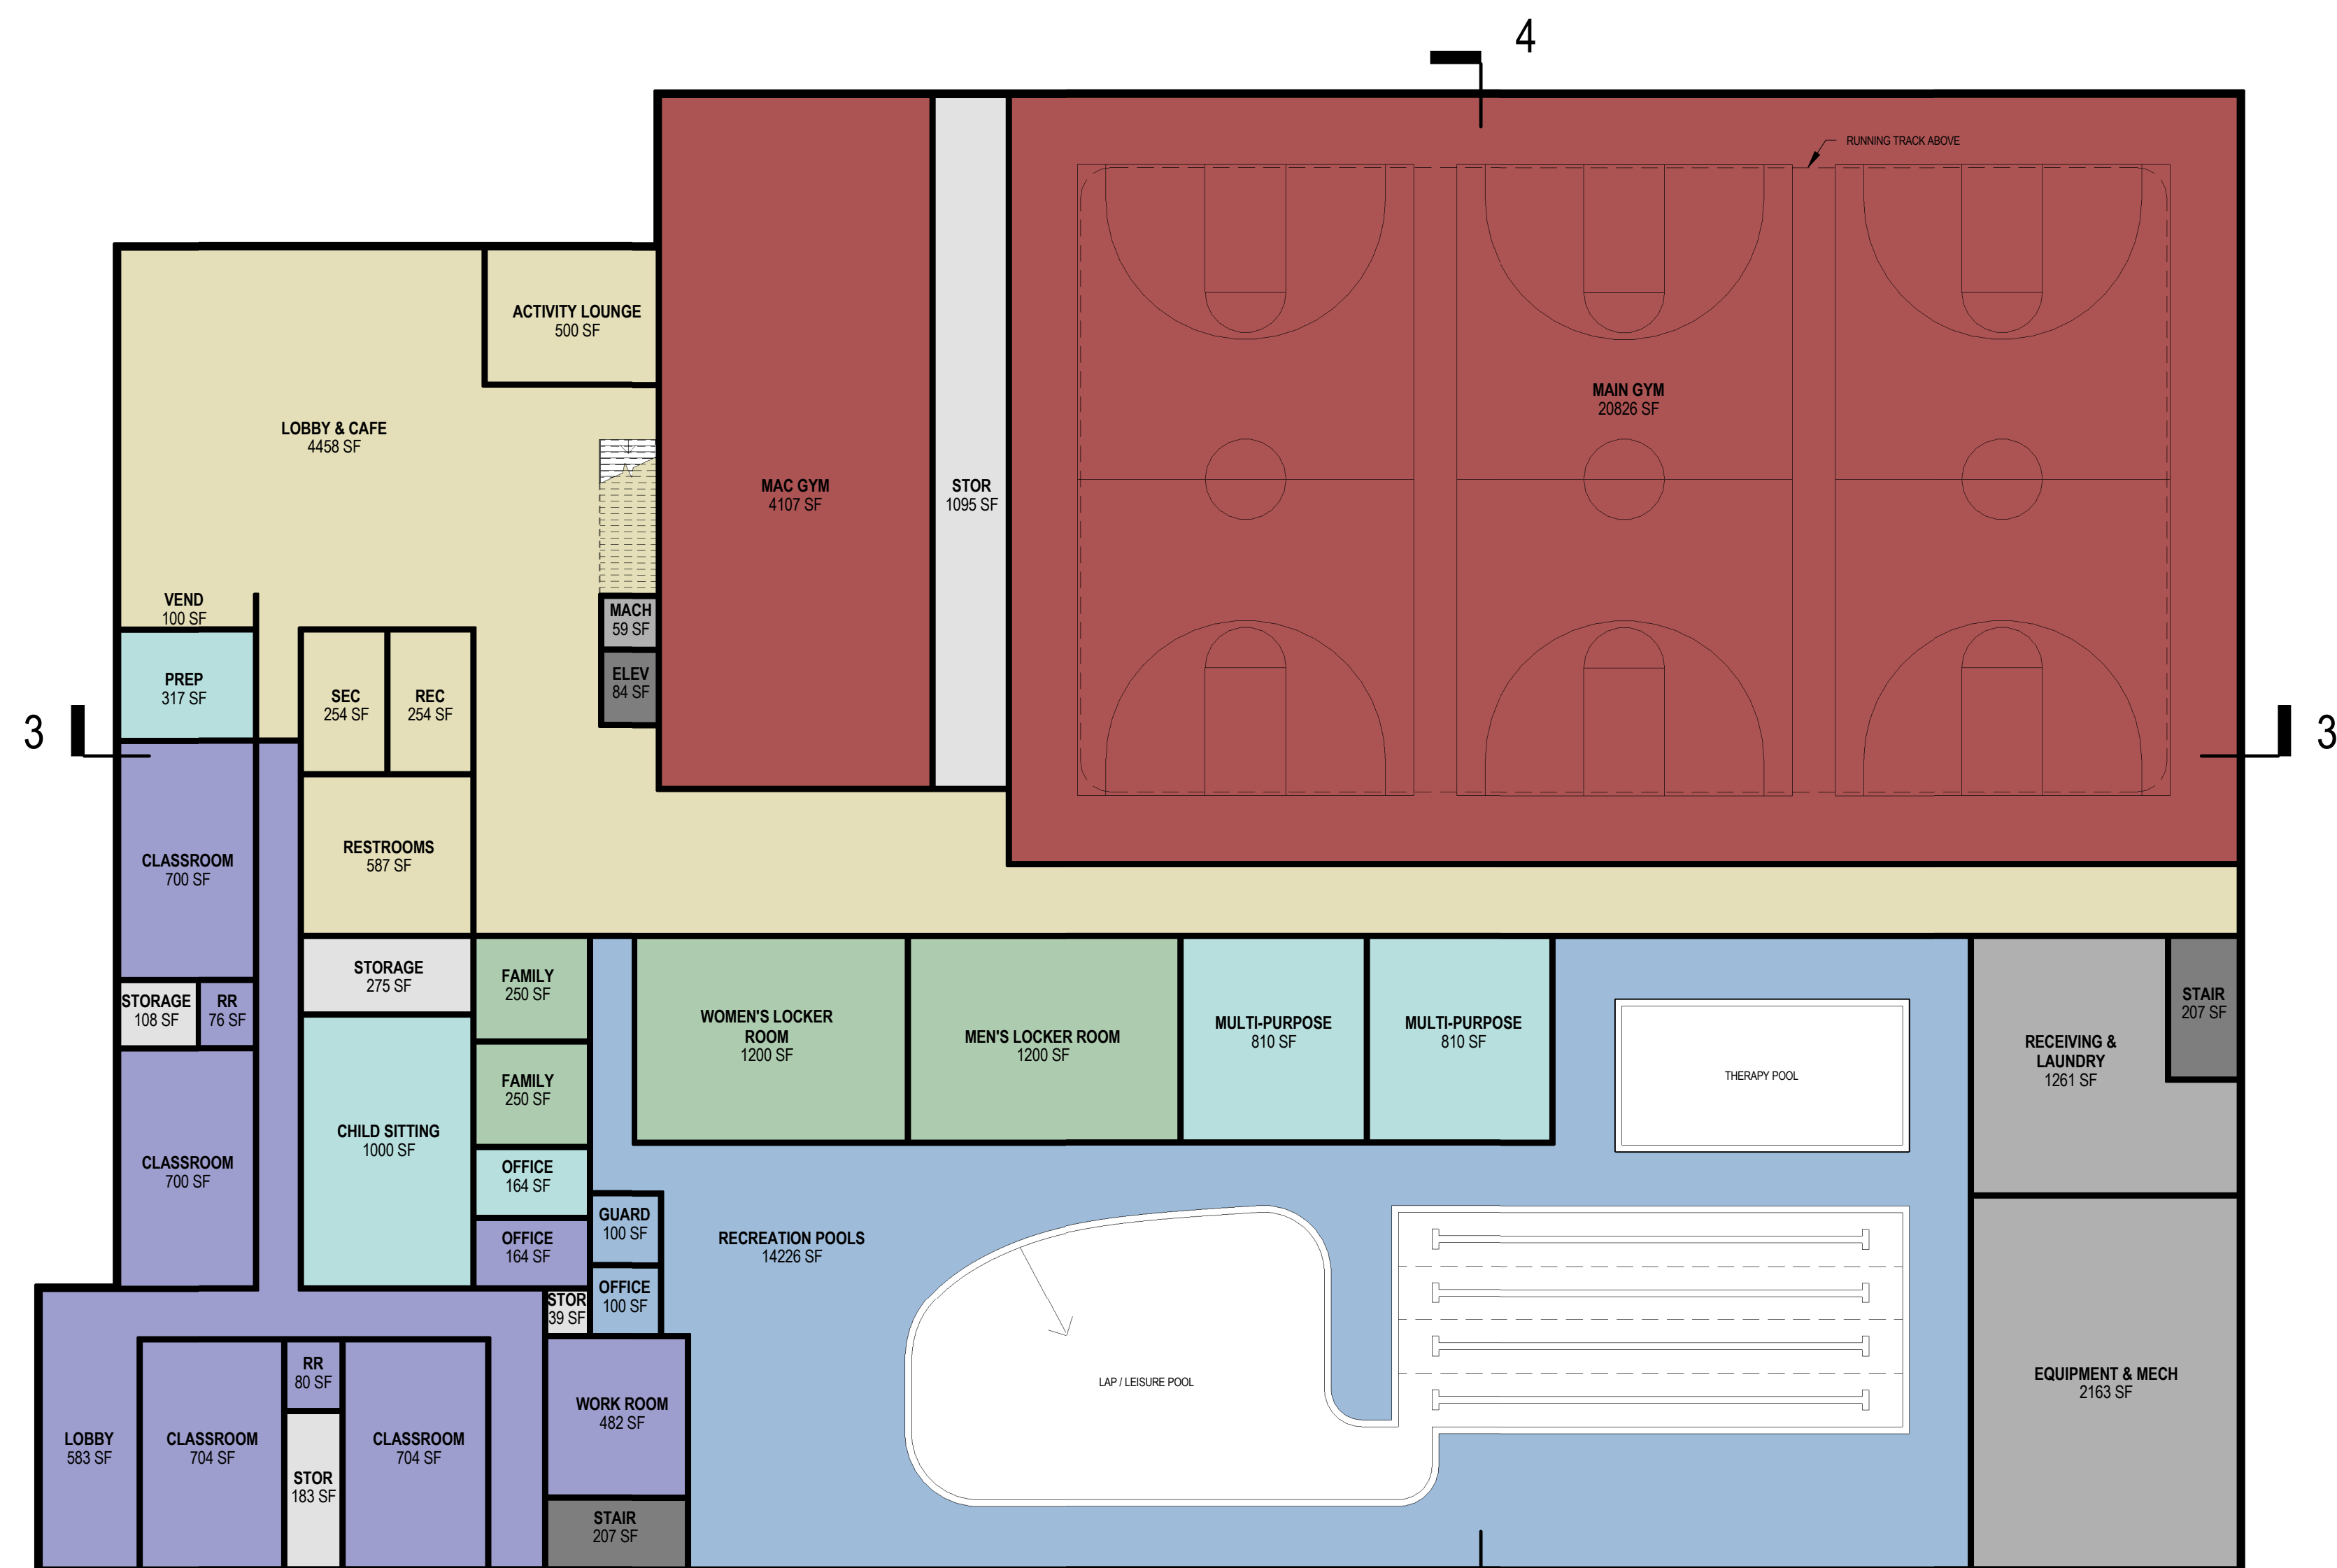 4
RUNNING TRACK ABOVE
ACTIVITY LOUNGE
500 SF
MAIN GYM
20826 SF
LOBBY & CAFE
4458 SF
MAC GYM
4107 SF
STOR
1095 SF
VEND
100 SF
MACH
59 SF
ELEV
84 SF
PREP
317 SF
SEC
254 SF
REC
254 SF
3
3
RESTROOMS
587 SF
CLASSROOM
700 SF
STORAGE
275 SF
FAMILY
250 SF
STORAGE
108 SF
RR
76 SF
WOMEN'S LOCKER
ROOM
1200 SF
MEN'S LOCKER ROOM
1200 SF
MULTI-PURPOSE
810 SF
MULTI-PURPOSE
810 SF
THERAPY POOL
RECEIVING &
LAUNDRY
1261 SF
STAIR
207 SF
FAMILY
250 SF
CHILD SITTING
1000 SF
CLASSROOM
700 SF
OFFICE
164 SF
OFFICE
164 SF
GUARD
100 SF
OFFICE
100 SF
STOR
39 SF
RECREATION POOLS
14226 SF
LAP / LEISURE POOL
EQUIPMENT & MECH
2163 SF
RR
80 SF
WORK ROOM
482 SF
LOBBY
583 SF
CLASSROOM
704 SF
CLASSROOM
704 SF
STOR
183 SF
STAIR
207 SF